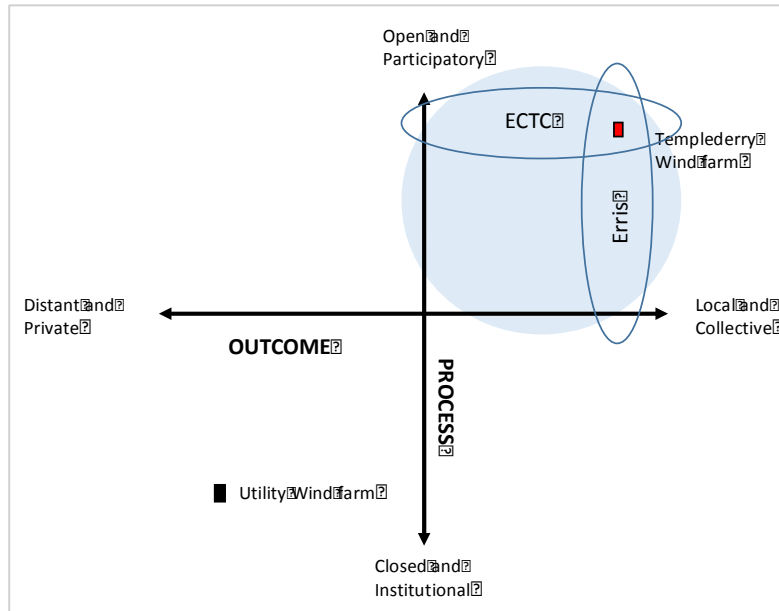 Open and
Participatory
ECTC
Templederry
Wind farm
Erris
Distant and
Private
Local and
Collective
OUTCOME
PROCESS
Utility Wind farm
Closed and
Institutional